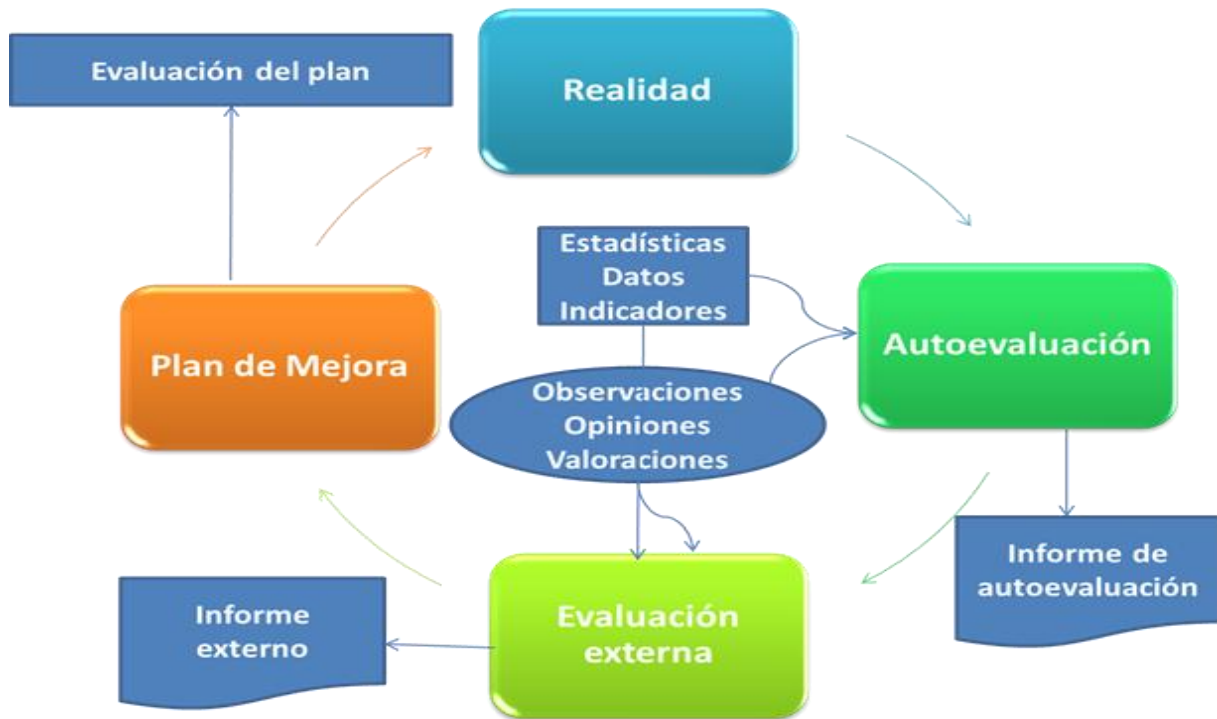 Evaluación del plan
Realidad
Estadísticas
Datos
Indicadores
Autoevaluación
Plan de Mejora
Observaciones
Opiniones
Valoraciones
Informe de
autoevaluación
Informe
externo
Evaluación
externa